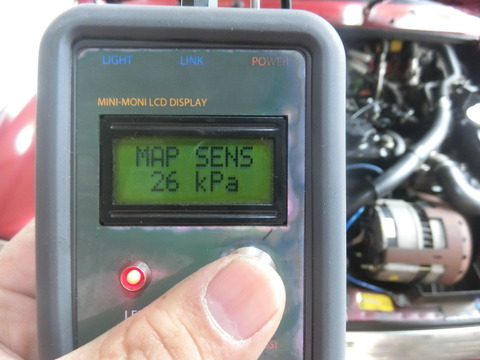 LIGHT LINK POWER
MINI-MONI LCD DISPLAY
MAP SENS
26 kPa